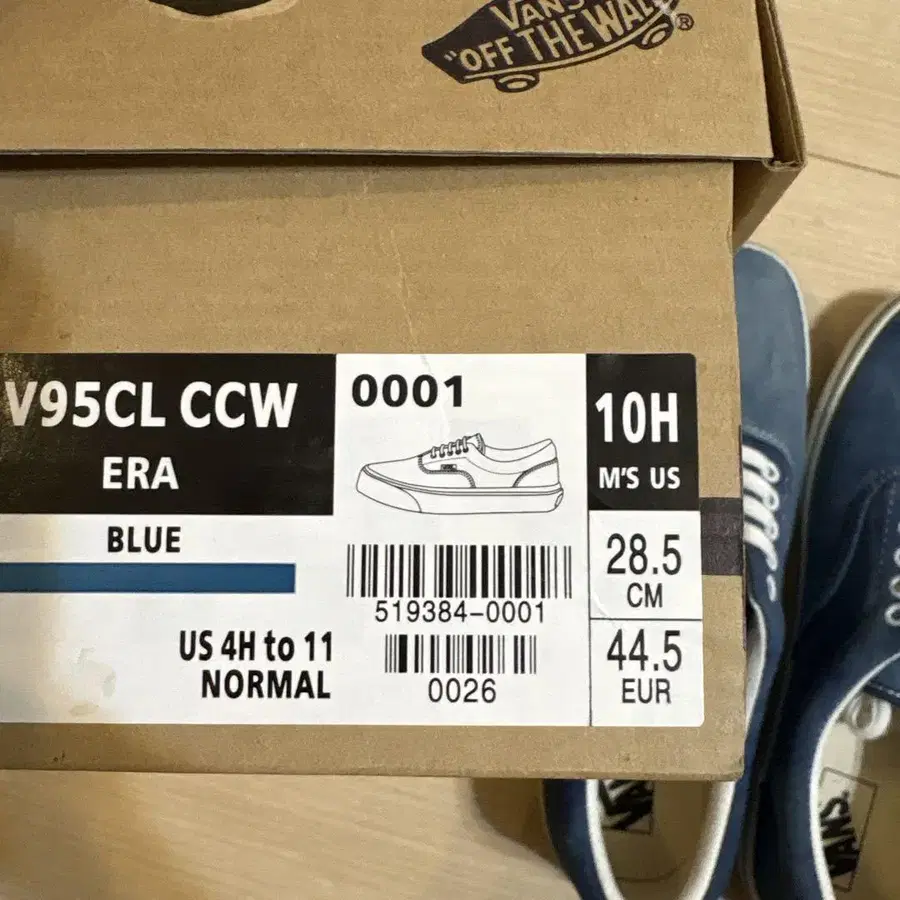 VANS
"OFF THE WALL"
®
V95CL CCW
ERA
BLUE
US 4H to 11
NORMAL
0001
519384-0001
0026
10H
M'S US
28.5
CM
44.5
EUR
VANS
VANS